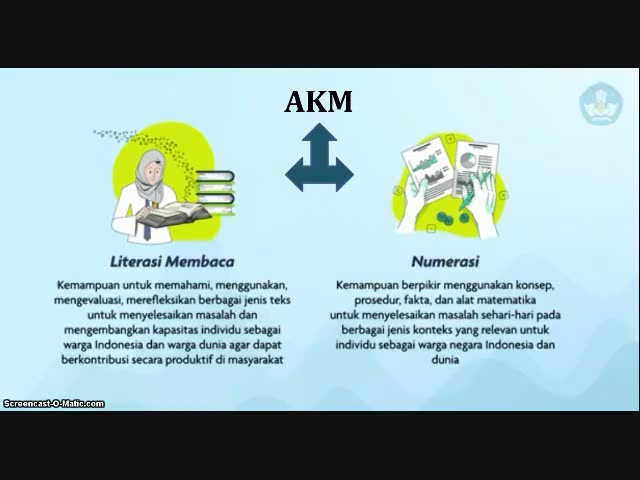 AKM
Literasi Membaca
Kemampuan untuk memahami, menggunakan,
mengevaluasi, merefleksikan berbagai jenis teks
untuk menyelesaikan masalah dan
mengembangkan kapasitas individu sebagai
warga Indonesia dan warga dunia agar dapat
berkontribusi secara produktif di masyarakat
Numerasi
Kemampuan berpikir menggunakan konsep,
prosedur, fakta, dan alat matematika
untuk menyelesaikan masalah sehari-hari pada
berbagai jenis konteks yang relevan untuk
individu sebagai warga negara Indonesia dan
dunia
Screencast-O-Matic.com